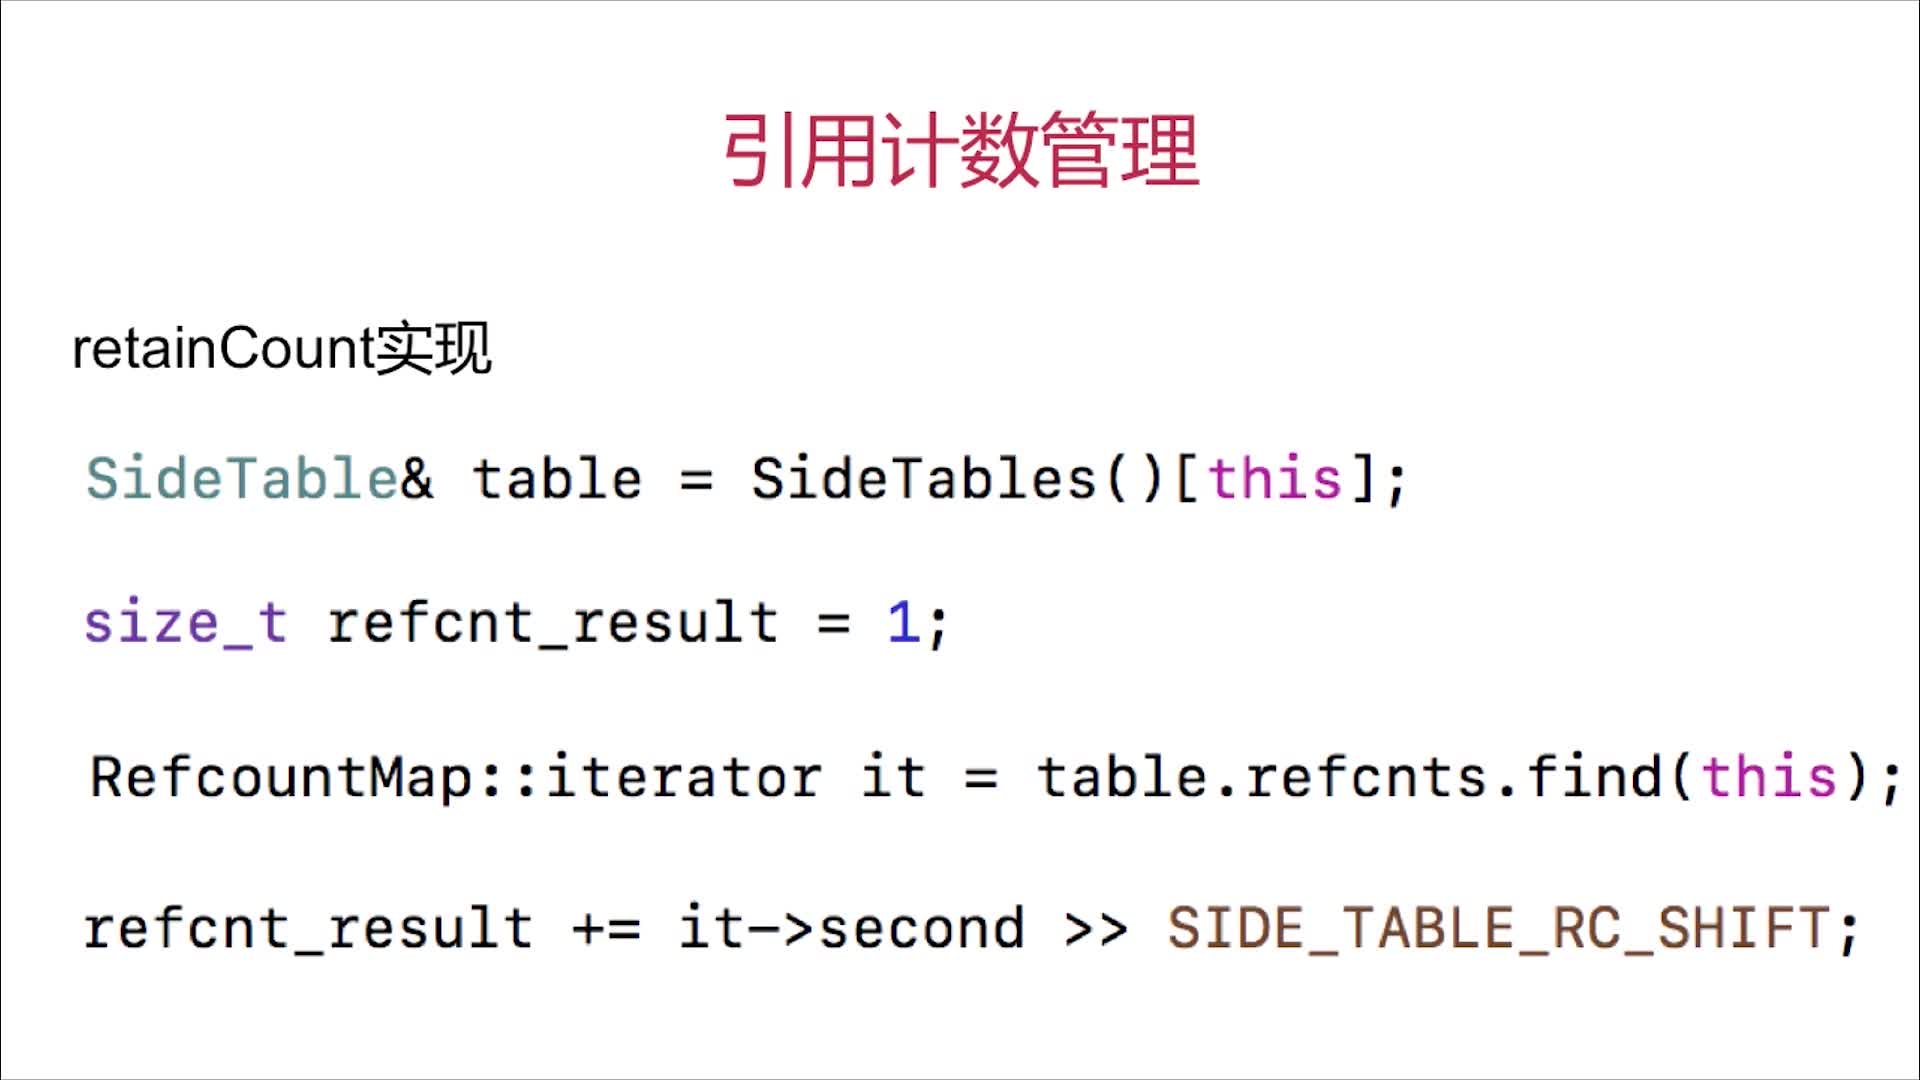 引用计数管理
retainCount实现
SideTable& table = SideTables()[this];
size_t refcnt_result = 1;
RefcountMap::iterator it = table.refcnts.find(this);
refcnt_result += it->second >> SIDE_TABLE_RC_SHIFT;